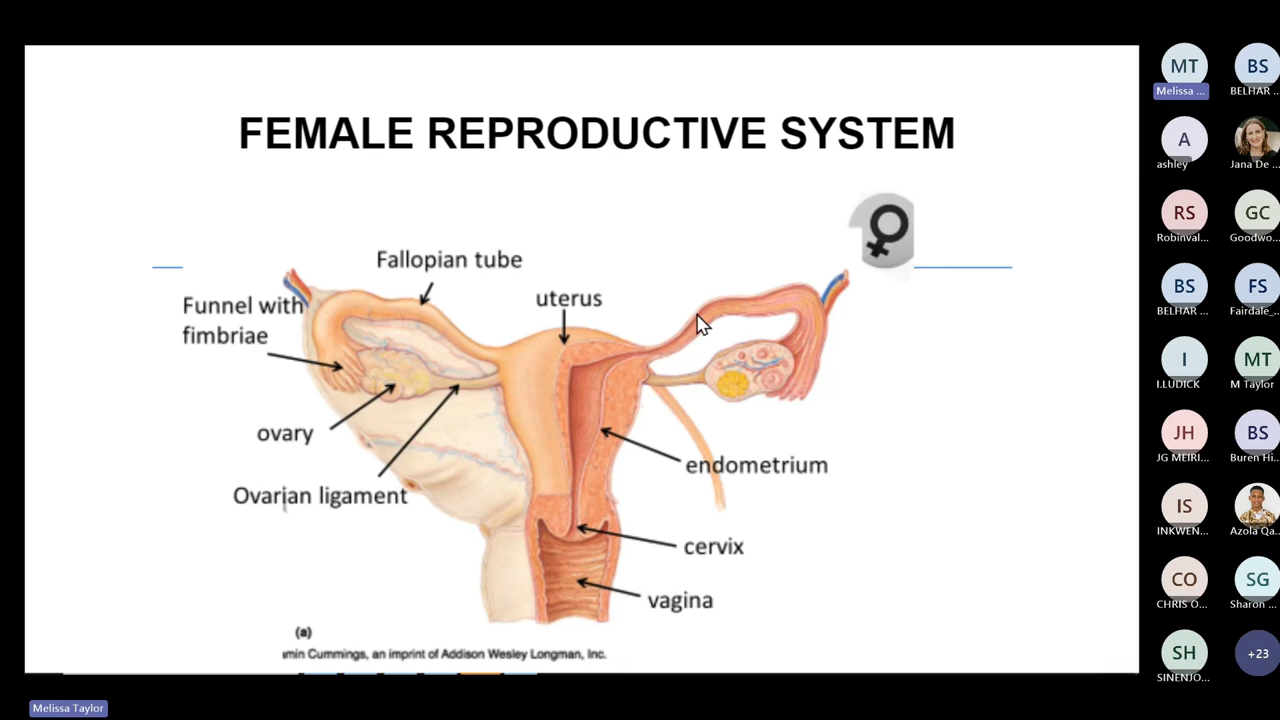 FEMALE REPRODUCTIVE SYSTEM
Fallopian tube
Funnel with
fimbriae
uterus
ovary
Ovarian ligament
endometrium
cervix
vagina
(a)
Cummings, an imprint of Addison Wesley Longman, Inc.
MT
Melissa ...
BS
BELHAR ...
A
ashley
Jana De ...
RS
Robinval...
GC
Goodwo...
BS
BELHAR ...
FS
Fairdale_...
I
I.LUDICK
MT
M Taylor
JH
JG MEIRI...
BS
Buren Hi...
IS
INKWEN...
Azola Qa...
CO
CHRIS O...
SG
Sharon ...
SH
SINENJO...
+23
Melissa Taylor